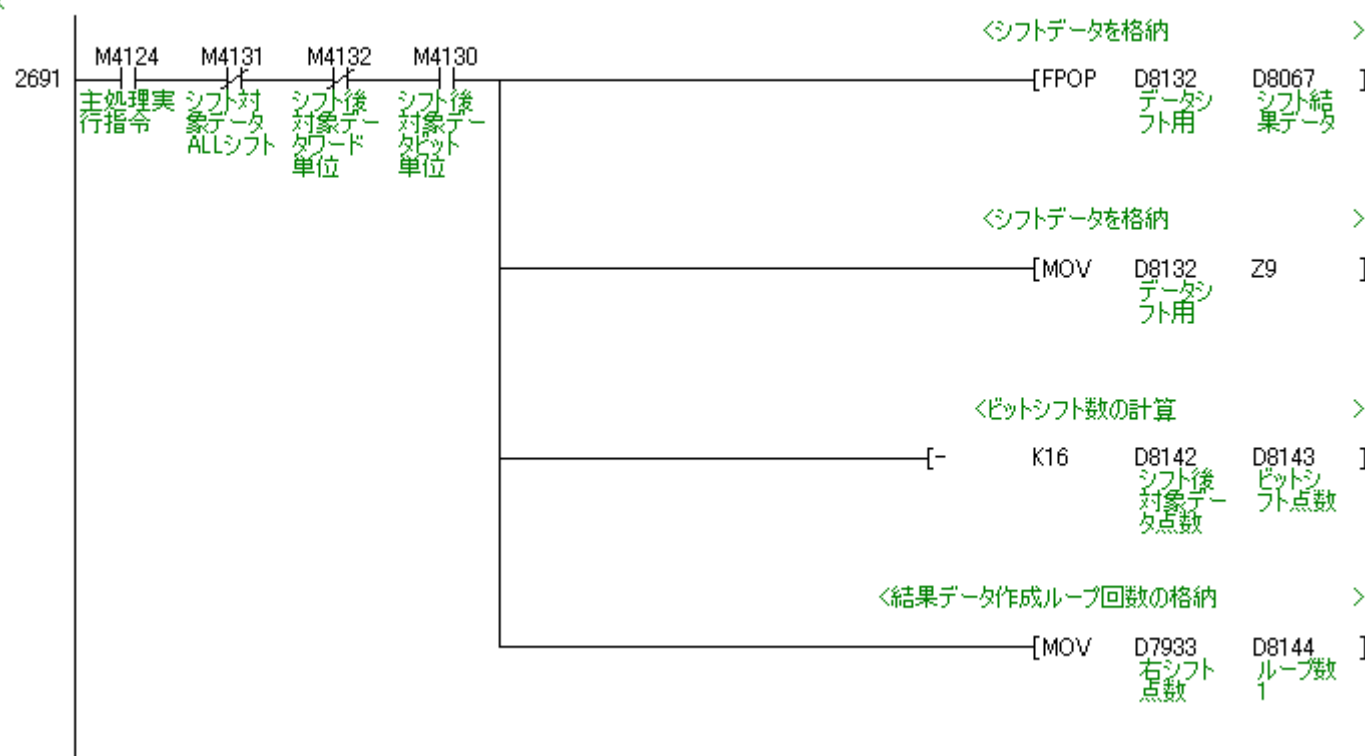 <シフトデータを格納 >
M4124 M4131 M4132 M4130
2691 [FPOP D8132 D8067 ]
主処理実 シフト対 シフト後 シフト後 データシ シフト結
行指令 象データ 対象デー 対象デー フト用 果データ
ALLシフト タワード タビット
単位 単位
<シフトデータを格納 >
[MOV D8132 Z9 ]
データシ
フト用
<ビットシフト数の計算 >
[- K16 D8142 D8143 ]
シフト後 ビットシ
対象デー フト点数
タ点数
<結果データ作成ループ回数の格納 >
[MOV D7933 D8144 ]
右シフト ループ数
点数 1